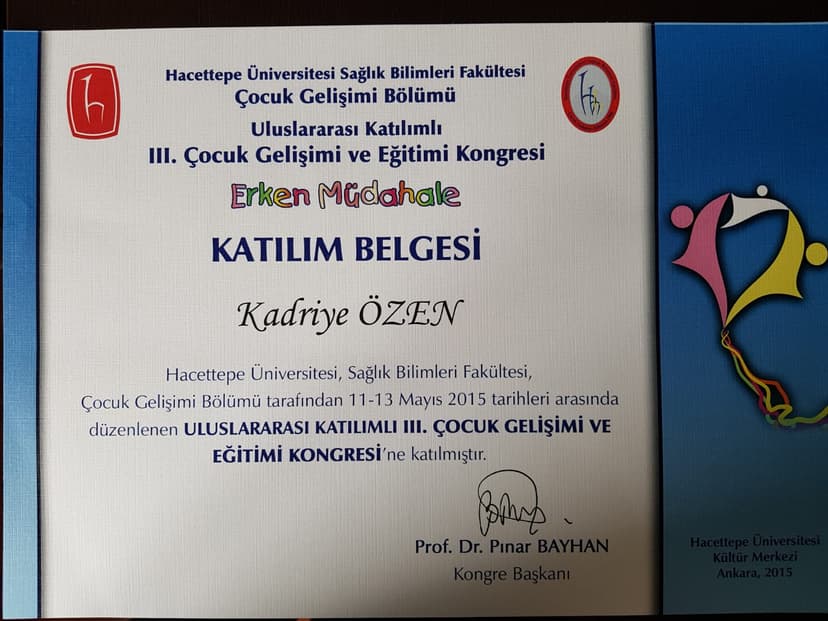 Hacettepe Üniversitesi Sağlık Bilimleri Fakültesi
Çocuk Gelişimi Bölümü
Uluslararası Katılımlı
III. Çocuk Gelişimi ve Eğitimi Kongresi
Erken Müdahale
KATILIM BELGESİ
Kadriye ÖZEN
Hacettepe Üniversitesi, Sağlık Bilimleri Fakültesi,
Çocuk Gelişimi Bölümü tarafından 11-13 Mayıs 2015 tarihleri arasında
düzenlenen ULUSLARARASI KATILIMLI III. ÇOCUK GELİŞİMİ VE
EĞİTİMİ KONGRESİ'ne katılmıştır.
Prof. Dr. Pınar BAYHAN
Kongre Başkanı
Hacettepe Üniversitesi
Kültür Merkezi
Ankara, 2015